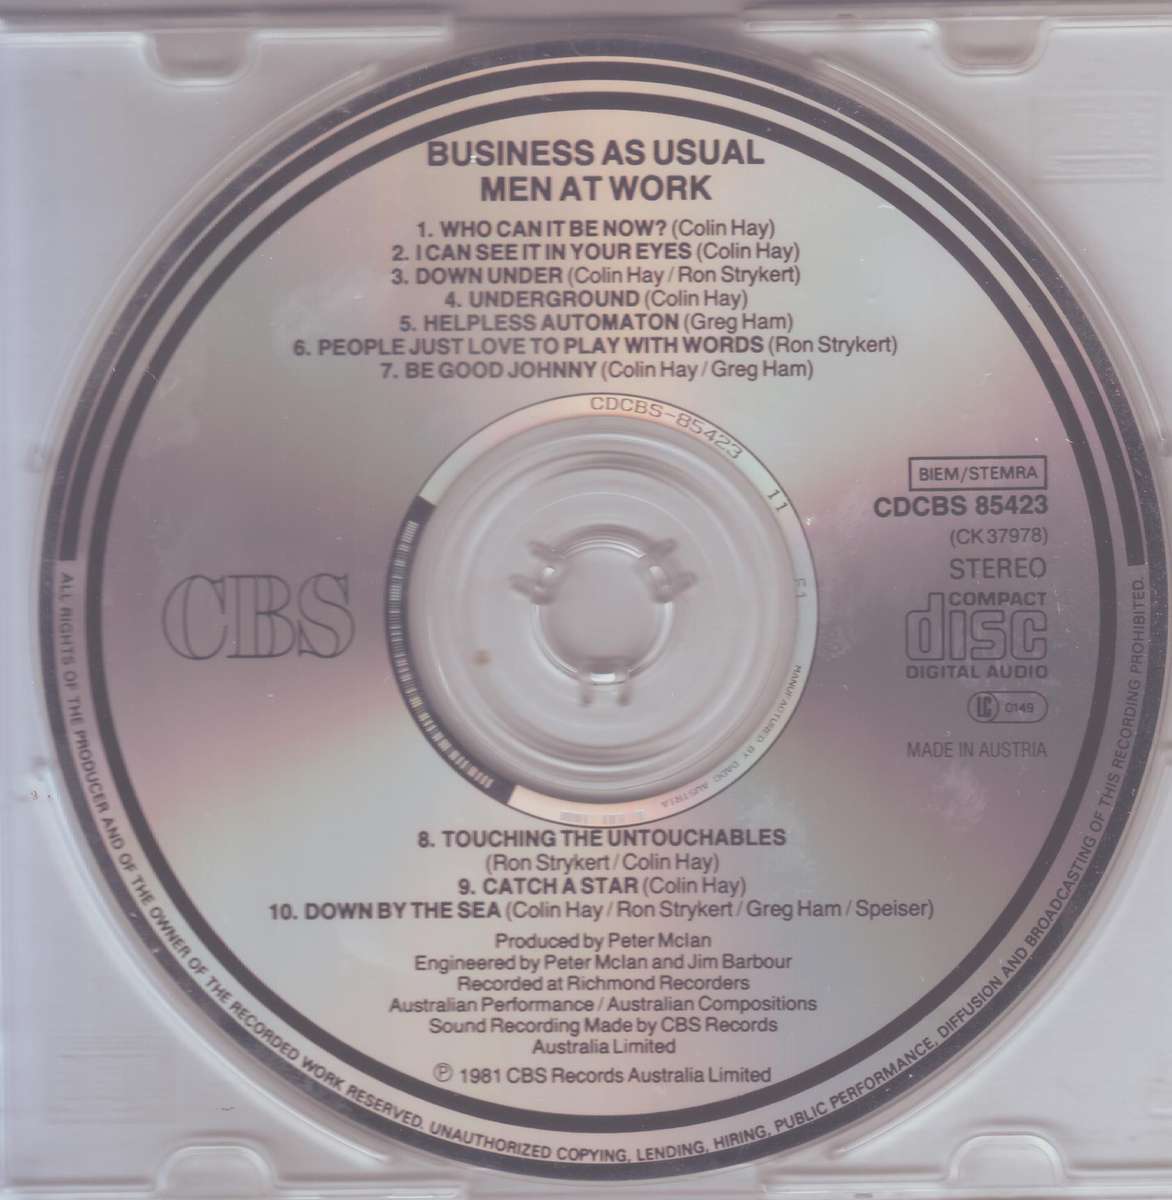 BUSINESS AS USUAL
MEN AT WORK
1. WHO CAN IT BE NOW? (Colin Hay)
2. I CAN SEE IT IN YOUR EYES (Colin Hay)
3. DOWN UNDER (Colin Hay / Ron Strykert)
4. UNDERGROUND (Colin Hay)
5. HELPLESS AUTOMATON (Greg Ham)
6. PEOPLE JUST LOVE TO PLAY WITH WORDS (Ron Strykert)
7. BE GOOD JOHNNY (Colin Hay / Greg Ham)
CDCBS-85423 11
MANUFACTURED BY DADC AUSTRIA
CBS
BIEM/STEMRA
CDCBS 85423
(CK 37978)
STEREO
COMPACT
disc
DIGITAL AUDIO
LC 0149
MADE IN AUSTRIA
8. TOUCHING THE UNTOUCHABLES
(Ron Strykert / Colin Hay)
9. CATCH A STAR (Colin Hay)
10. DOWN BY THE SEA (Colin Hay / Ron Strykert / Greg Ham / Speiser)
Produced by Peter McIan
Engineered by Peter McIan and Jim Barbour
Recorded at Richmond Recorders
Australian Performance / Australian Compositions
Sound Recording Made by CBS Records
Australia Limited
℗ 1981 CBS Records Australia Limited
ALL RIGHTS OF THE PRODUCER AND OF THE OWNER OF THE RECORDED WORK RESERVED. UNAUTHORIZED COPYING, LENDING, HIRING, PUBLIC PERFORMANCE, DIFFUSION AND BROADCASTING OF THIS RECORDING PROHIBITED.